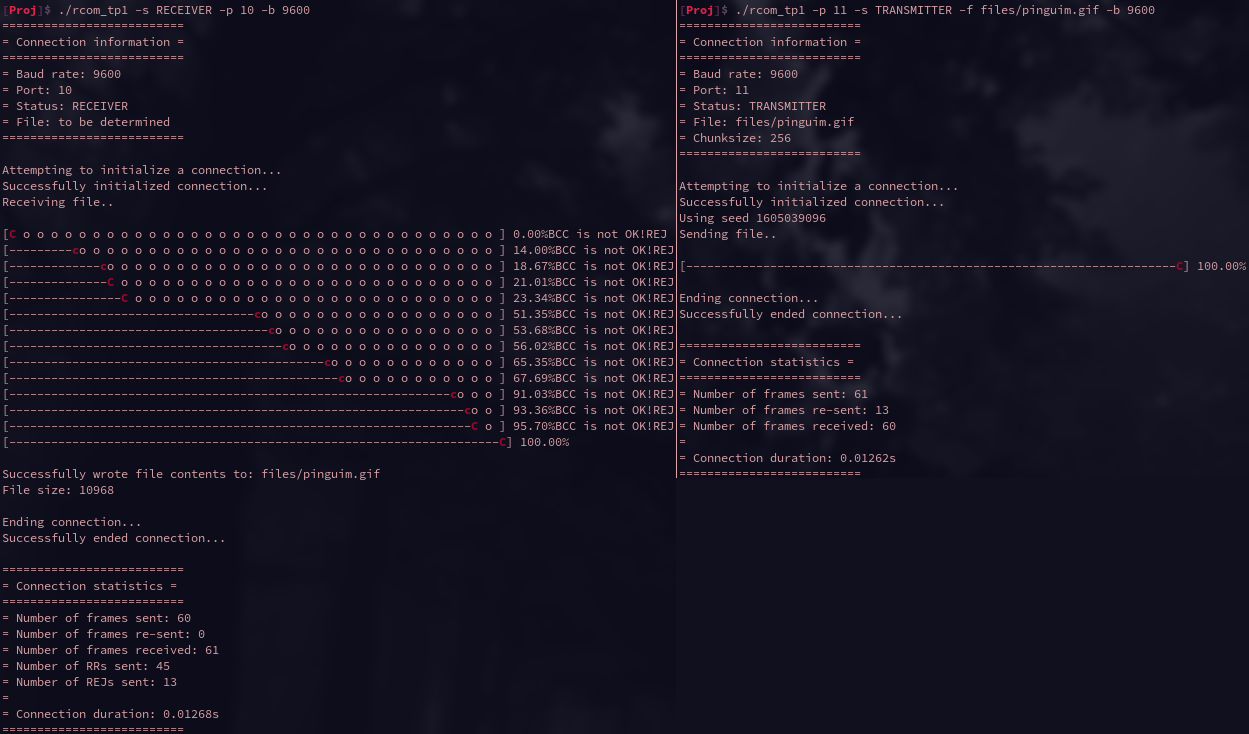 [Proj]$ ./rcom_tp1 -s RECEIVER -p 10 -b 9600
==========================
= Connection information =
==========================
= Baud rate: 9600
= Port: 10
= Status: RECEIVER
= File: to be determined
==========================
Attempting to initialize a connection...
Successfully initialized connection...
Receiving file..
[C o o o o o o o o o o o o o o o o o o o o o o o o o o o o o o o o o o ] 0.00%BCC is not OK!REJ
[---------co o o o o o o o o o o o o o o o o o o o o o o o o o o o o o ] 14.00%BCC is not OK!REJ
[-------------co o o o o o o o o o o o o o o o o o o o o o o o o o o o ] 18.67%BCC is not OK!REJ
[--------------C o o o o o o o o o o o o o o o o o o o o o o o o o o o ] 21.01%BCC is not OK!REJ
[----------------C o o o o o o o o o o o o o o o o o o o o o o o o o o ] 23.34%BCC is not OK!REJ
[-----------------------------------co o o o o o o o o o o o o o o o o ] 51.35%BCC is not OK!REJ
[-------------------------------------co o o o o o o o o o o o o o o o ] 53.68%BCC is not OK!REJ
[---------------------------------------co o o o o o o o o o o o o o o ] 56.02%BCC is not OK!REJ
[---------------------------------------------co o o o o o o o o o o o ] 65.35%BCC is not OK!REJ
[-----------------------------------------------co o o o o o o o o o o ] 67.69%BCC is not OK!REJ
[---------------------------------------------------------------co o o ] 91.03%BCC is not OK!REJ
[-----------------------------------------------------------------co o ] 93.36%BCC is not OK!REJ
[------------------------------------------------------------------C o ] 95.70%BCC is not OK!REJ
[----------------------------------------------------------------------C] 100.00%
Successfully wrote file contents to: files/pinguim.gif
File size: 10968
Ending connection...
Successfully ended connection...
==========================
= Connection statistics =
==========================
= Number of frames sent: 60
= Number of frames re-sent: 0
= Number of frames received: 61
= Number of RRs sent: 45
= Number of REJs sent: 13
=
= Connection duration: 0.01268s
==========================
[Proj]$ ./rcom_tp1 -p 11 -s TRANSMITTER -f files/pinguim.gif -b 9600
==========================
= Connection information =
==========================
= Baud rate: 9600
= Port: 11
= Status: TRANSMITTER
= File: files/pinguim.gif
= Chunksize: 256
==========================
Attempting to initialize a connection...
Successfully initialized connection...
Using seed 1605039096
Sending file..
[----------------------------------------------------------------------C] 100.00%
Ending connection...
Successfully ended connection...
==========================
= Connection statistics =
==========================
= Number of frames sent: 61
= Number of frames re-sent: 13
= Number of frames received: 60
=
= Connection duration: 0.01262s
==========================